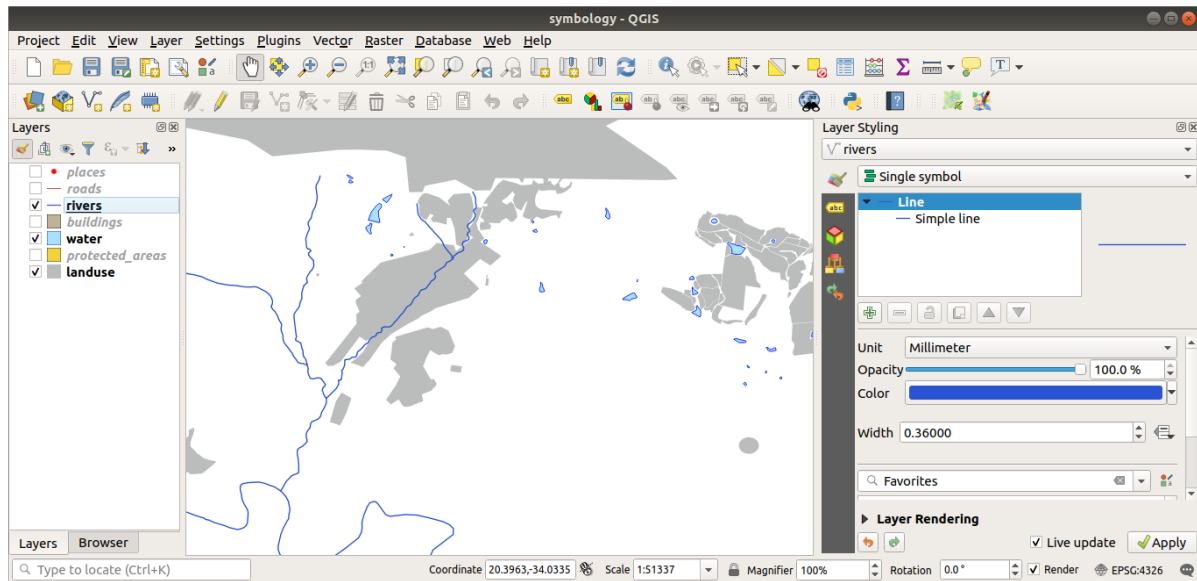 symbology - QGIS
Project Edit View Layer Settings Plugins Vector Raster Database Web Help
Layers
places
roads
rivers
buildings
water
protected_areas
landuse
Layers Browser
Layer Styling
rivers
Single symbol
Line
Simple line
Unit Millimeter
Opacity 100.0 %
Color
Width 0.36000
Favorites
Layer Rendering
Live update Apply
Type to locate (Ctrl+K) Coordinate 20.3963,-34.0335 Scale 1:51337 Magnifier 100% Rotation 0.0 ° Render EPSG:4326